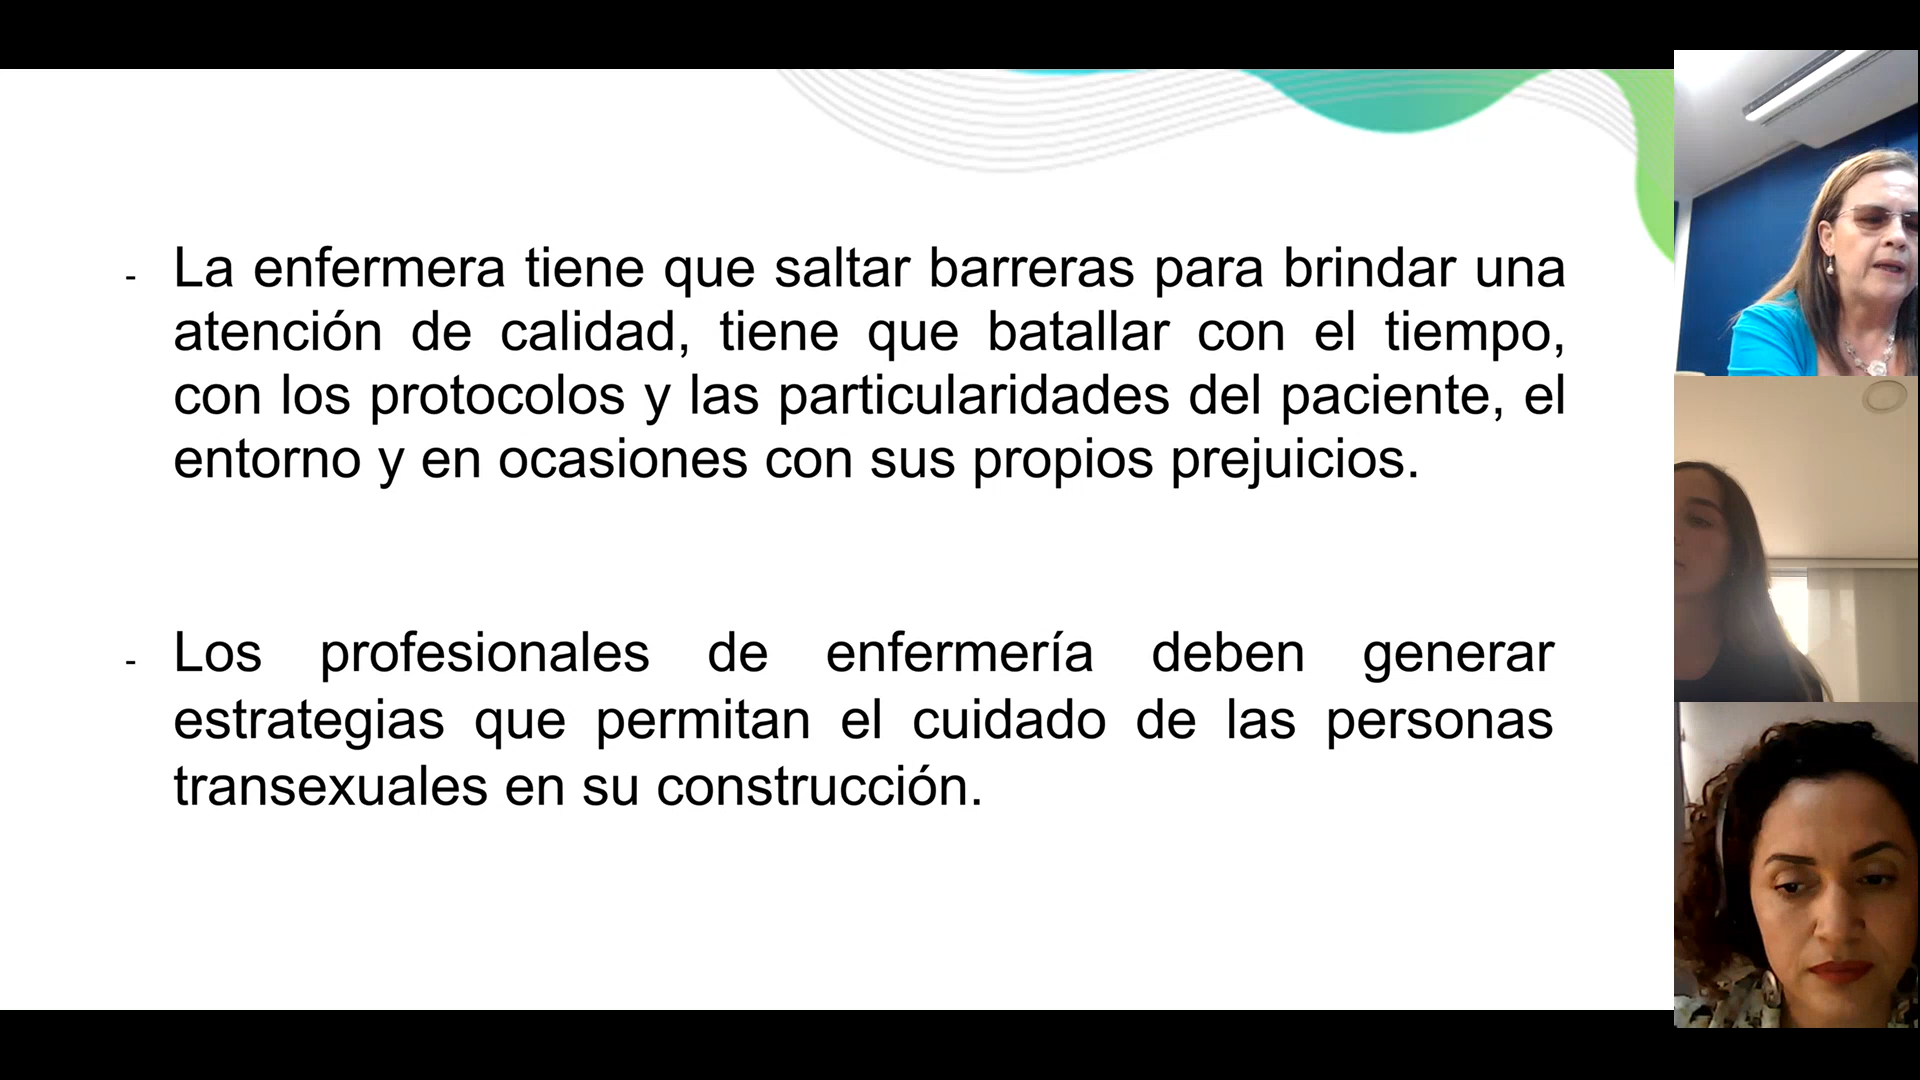 - La enfermera tiene que saltar barreras para brindar una
atención de calidad, tiene que batallar con el tiempo,
con los protocolos y las particularidades del paciente, el
entorno y en ocasiones con sus propios prejuicios.
- Los profesionales de enfermería deben generar
estrategias que permitan el cuidado de las personas
transexuales en su construcción.